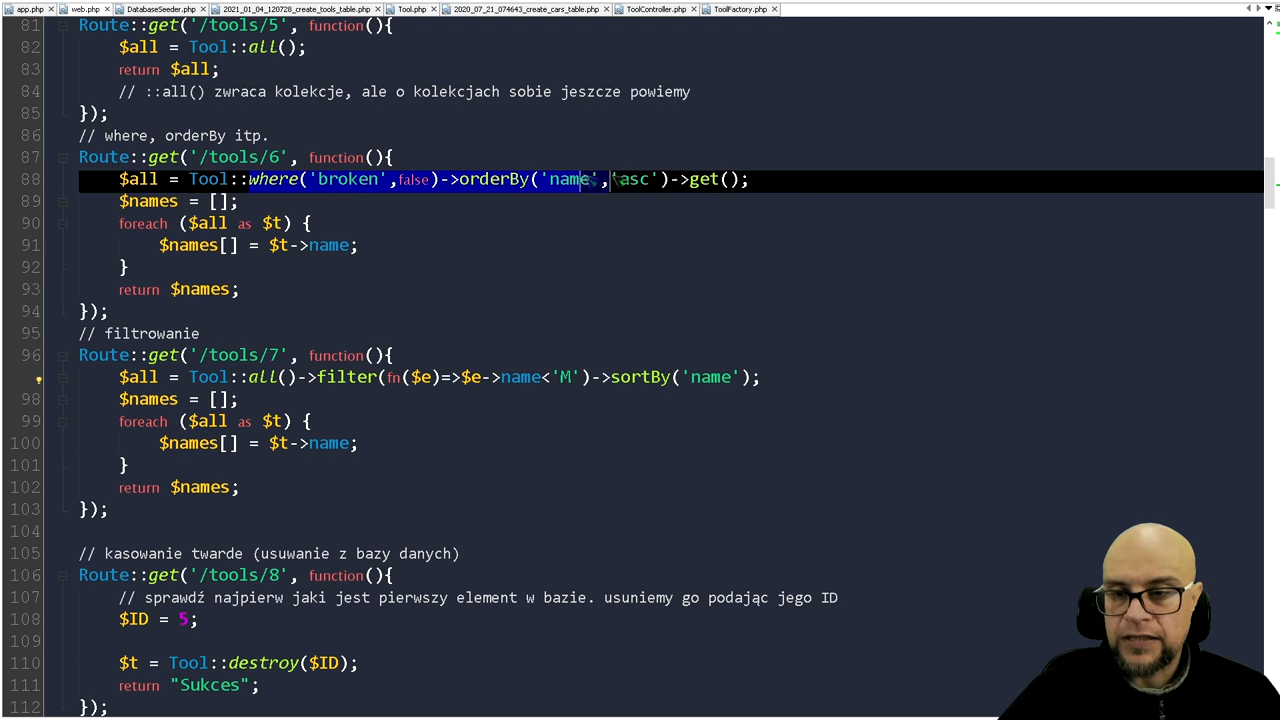 app.php web.php DatabaseSeeder.php 2021_01_04_120728_create_tools_table.php Tool.php 2020_07_21_074643_create_cars_table.php ToolController.php ToolFactory.php
81 Route::get('/tools/5', function(){
82 $all = Tool::all();
83 return $all;
84 // ::all() zwraca kolekcje, ale o kolekcjach sobie jeszcze powiemy
85 });
86 // where, orderBy itp.
87 Route::get('/tools/6', function(){
88 $all = Tool::where('broken',false)->orderBy('name','asc')->get();
89 $names = [];
90 foreach ($all as $t) {
91 $names[] = $t->name;
92 }
93 return $names;
94 });
95 // filtrowanie
96 Route::get('/tools/7', function(){
$all = Tool::all()->filter(fn($e)=>$e->name<'M')->sortBy('name');
98 $names = [];
99 foreach ($all as $t) {
100 $names[] = $t->name;
101 }
102 return $names;
103 });
104
105 // kasowanie twarde (usuwanie z bazy danych)
106 Route::get('/tools/8', function(){
107 // sprawdź najpierw jaki jest pierwszy element w bazie. usuniemy go podając jego ID
108 $ID = 5;
109
110 $t = Tool::destroy($ID);
111 return "Sukces";
112 });